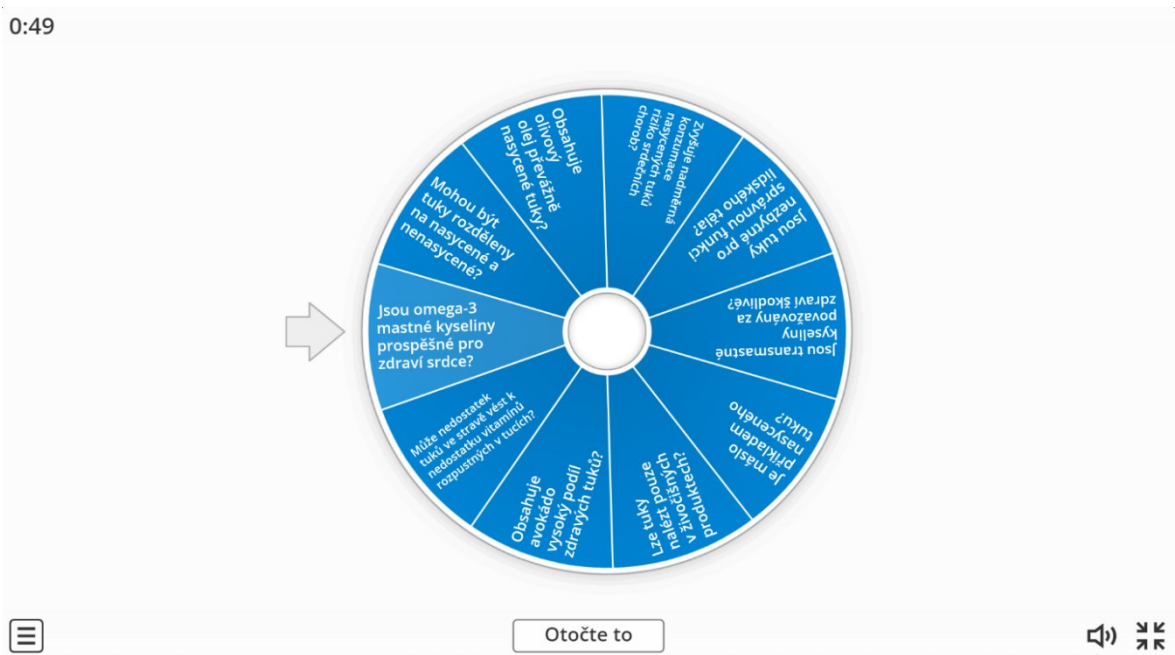 0:49
Jsou omega-3
mastné kyseliny
prospěšné pro
zdraví srdce?
Mohou být
tuky rozděleny
na nasycené a
nenasycené?
Obsahuje
olivový
olej převážně
nasycené tuky?
Zvyšuje nadměrná
konzumace
nasycených tuků
riziko srdečních
chorob?
Jsou tuky
nezbytné pro
správnou funkci
lidského těla?
Jsou transmastné
kyseliny
považovány za
zdraví škodlivé?
Je máslo
příkladem
nasyceného
tuku?
Lze tuky
nalézt pouze
v živočišných
produktech?
Obsahuje
avokádo
vysoký podíl
zdravých tuků?
Může nedostatek
tuků ve stravě vést k
nedostatku vitamínů
rozpustných v tucích?
Otočte to